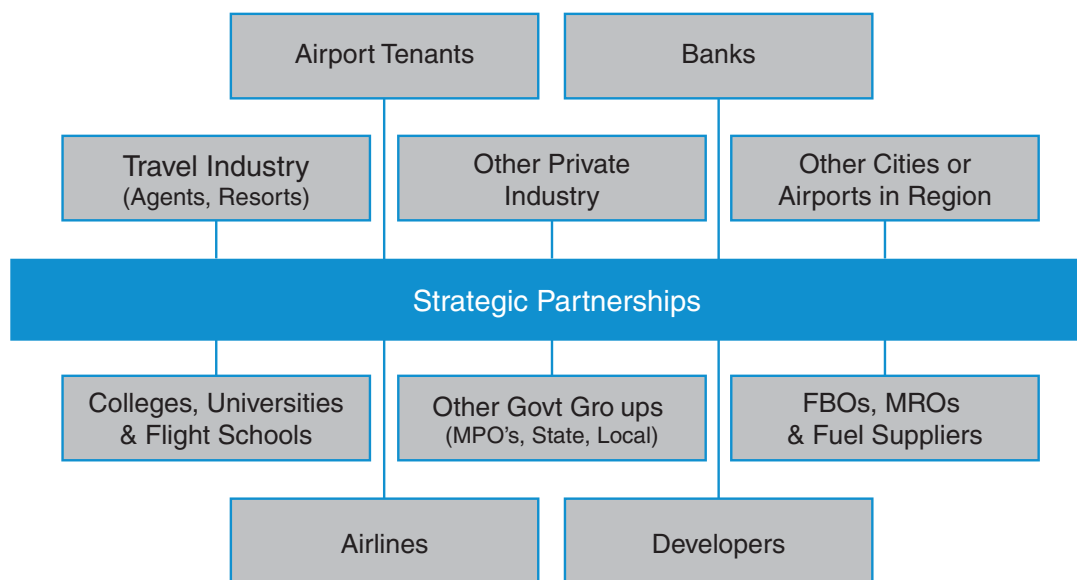 Airport Tenants
Banks
Travel Industry
(Agents, Resorts)
Other Private
Industry
Other Cities or
Airports in Region
Strategic Partnerships
Colleges, Universities
& Flight Schools
Other Govt Gro ups
(MPO's, State, Local)
FBOs, MROs
& Fuel Suppliers
Airlines
Developers